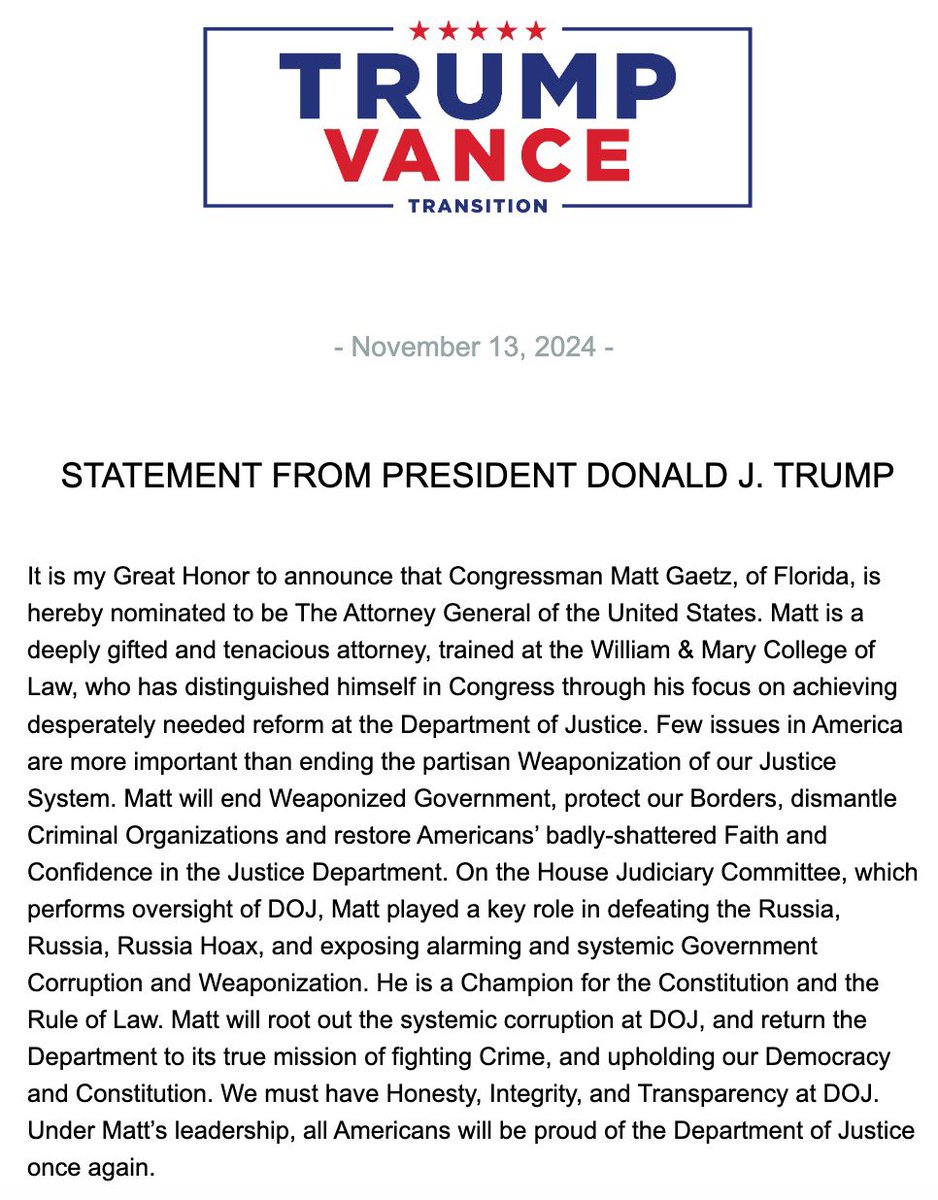 TRUMP
VANCE
TRANSITION
- November 13, 2024 -
STATEMENT FROM PRESIDENT DONALD J. TRUMP
It is my Great Honor to announce that Congressman Matt Gaetz, of Florida, is
hereby nominated to be The Attorney General of the United States. Matt is a
deeply gifted and tenacious attorney, trained at the William & Mary College of
Law, who has distinguished himself in Congress through his focus on achieving
desperately needed reform at the Department of Justice. Few issues in America
are more important than ending the partisan Weaponization of our Justice
System. Matt will end Weaponized Government, protect our Borders, dismantle
Criminal Organizations and restore Americans’ badly-shattered Faith and
Confidence in the Justice Department. On the House Judiciary Committee, which
performs oversight of DOJ, Matt played a key role in defeating the Russia,
Russia, Russia Hoax, and exposing alarming and systemic Government
Corruption and Weaponization. He is a Champion for the Constitution and the
Rule of Law. Matt will root out the systemic corruption at DOJ, and return the
Department to its true mission of fighting Crime, and upholding our Democracy
and Constitution. We must have Honesty, Integrity, and Transparency at DOJ.
Under Matt’s leadership, all Americans will be proud of the Department of Justice
once again.